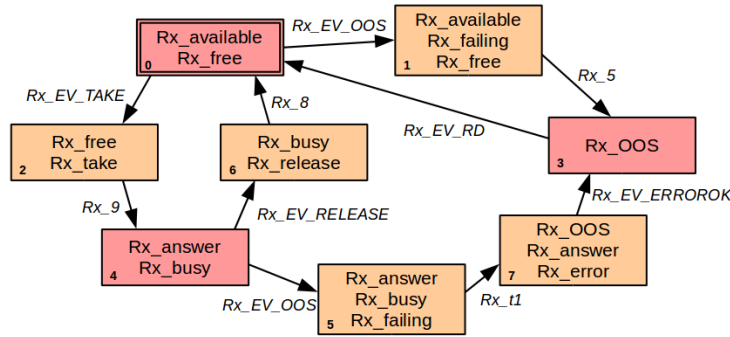 Rx_available
Rx_free
0
Rx_EV_OOS
Rx_available
Rx_failing
Rx_free
1
Rx_5
Rx_EV_TAKE
Rx_8
Rx_EV_RD
Rx_free
Rx_take
2
Rx_busy
Rx_release
6
Rx_OOS
3
Rx_9
Rx_EV_RELEASE
Rx_EV_ERROROK
Rx_answer
Rx_busy
4
Rx_OOS
Rx_answer
Rx_error
7
Rx_EV_OOS
Rx_answer
Rx_busy
Rx_failing
5
Rx_t1